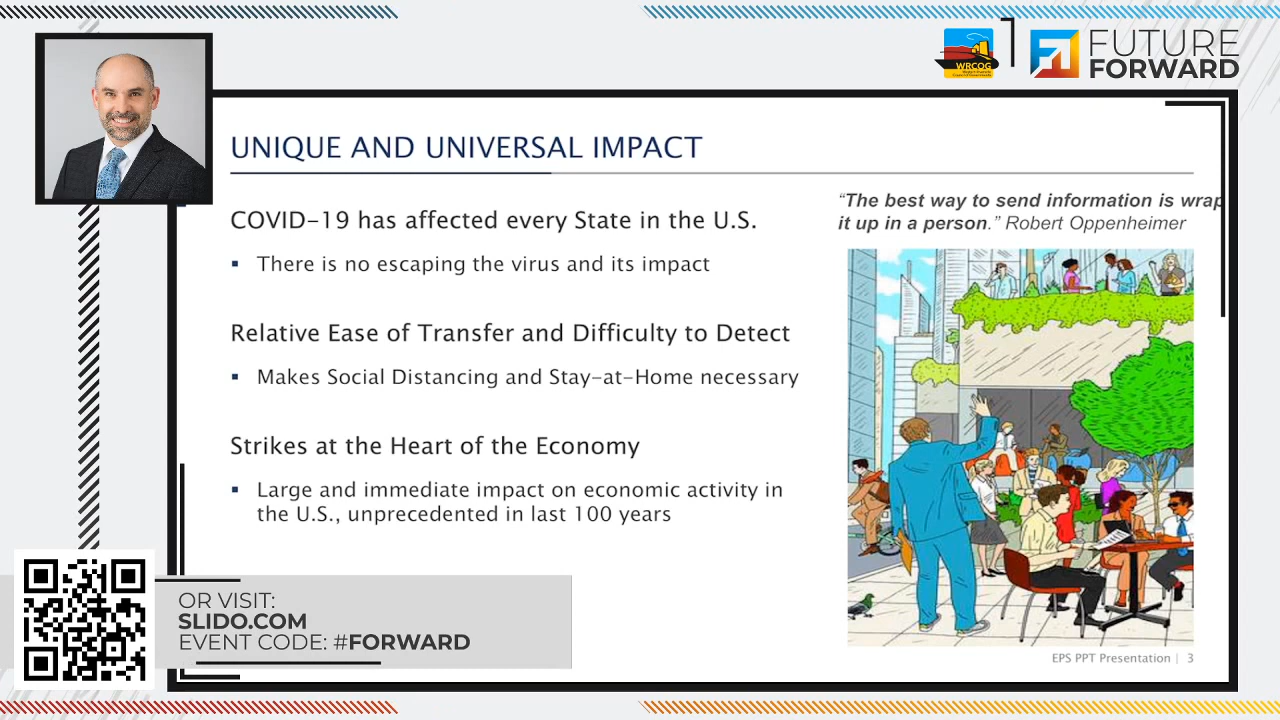 WRCOG
FUTURE
FORWARD
UNIQUE AND UNIVERSAL IMPACT
"The best way to send information is wrap
it up in a person." Robert Oppenheimer
COVID-19 has affected every State in the U.S.
▪ There is no escaping the virus and its impact
Relative Ease of Transfer and Difficulty to Detect
▪ Makes Social Distancing and Stay-at-Home necessary
Strikes at the Heart of the Economy
▪ Large and immediate impact on economic activity in
the U.S., unprecedented in last 100 years
OR VISIT:
SLIDO.COM
EVENT CODE: #FORWARD
EPS PPT Presentation | 3